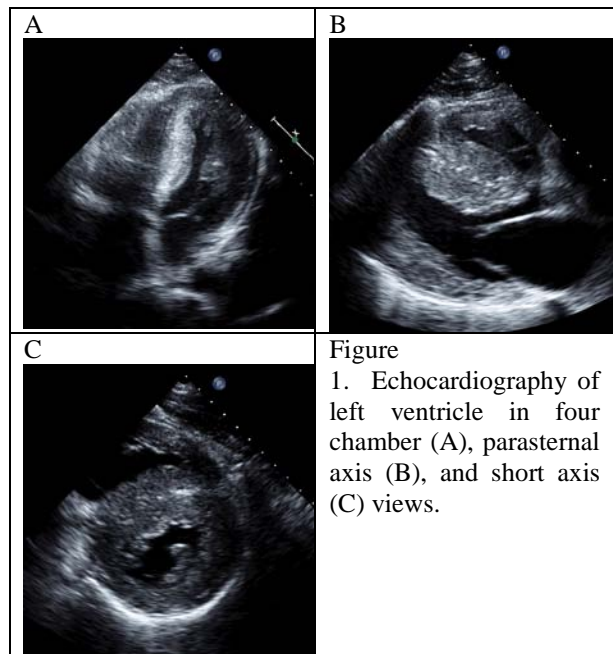 A
B
C
Figure
1. Echocardiography of
left ventricle in four
chamber (A), parasternal
axis (B), and short axis
(C) views.